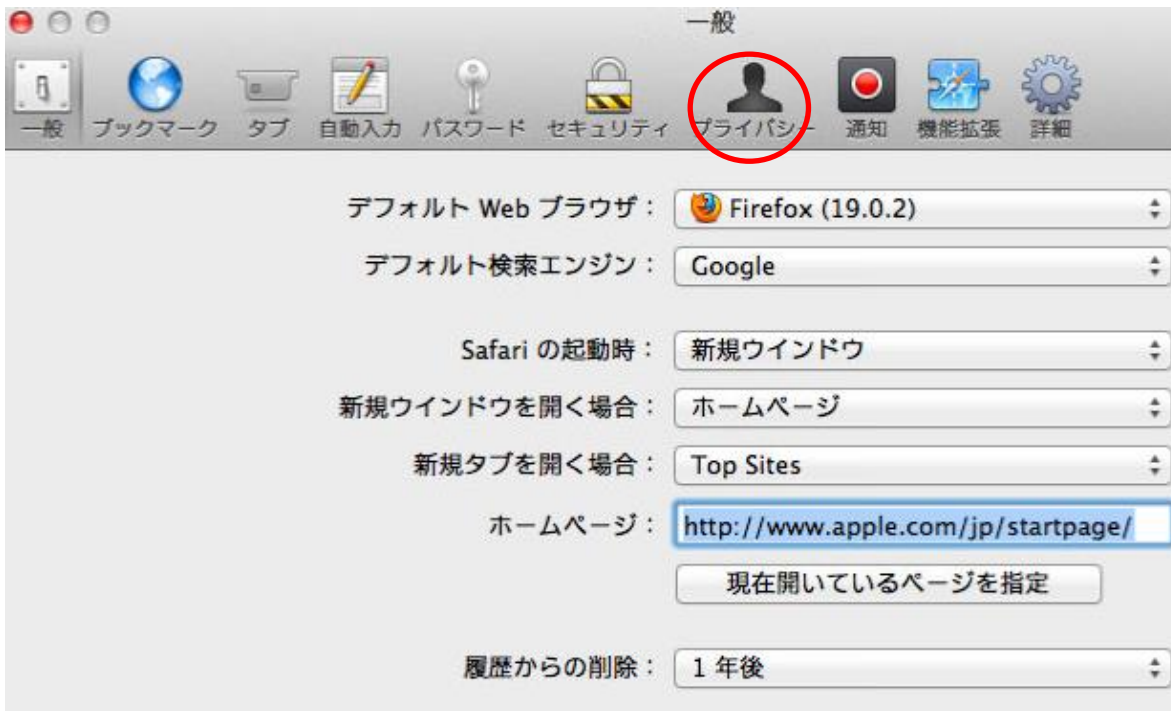 一般
一般 ブックマーク タブ 自動入力 パスワード セキュリティ プライバシー 通知 機能拡張 詳細
デフォルト Web ブラウザ： Firefox (19.0.2)
デフォルト検索エンジン： Google
Safari の起動時： 新規ウインドウ
新規ウインドウを開く場合： ホームページ
新規タブを開く場合： Top Sites
ホームページ： http://www.apple.com/jp/startpage/
現在開いているページを指定
履歴からの削除： 1 年後